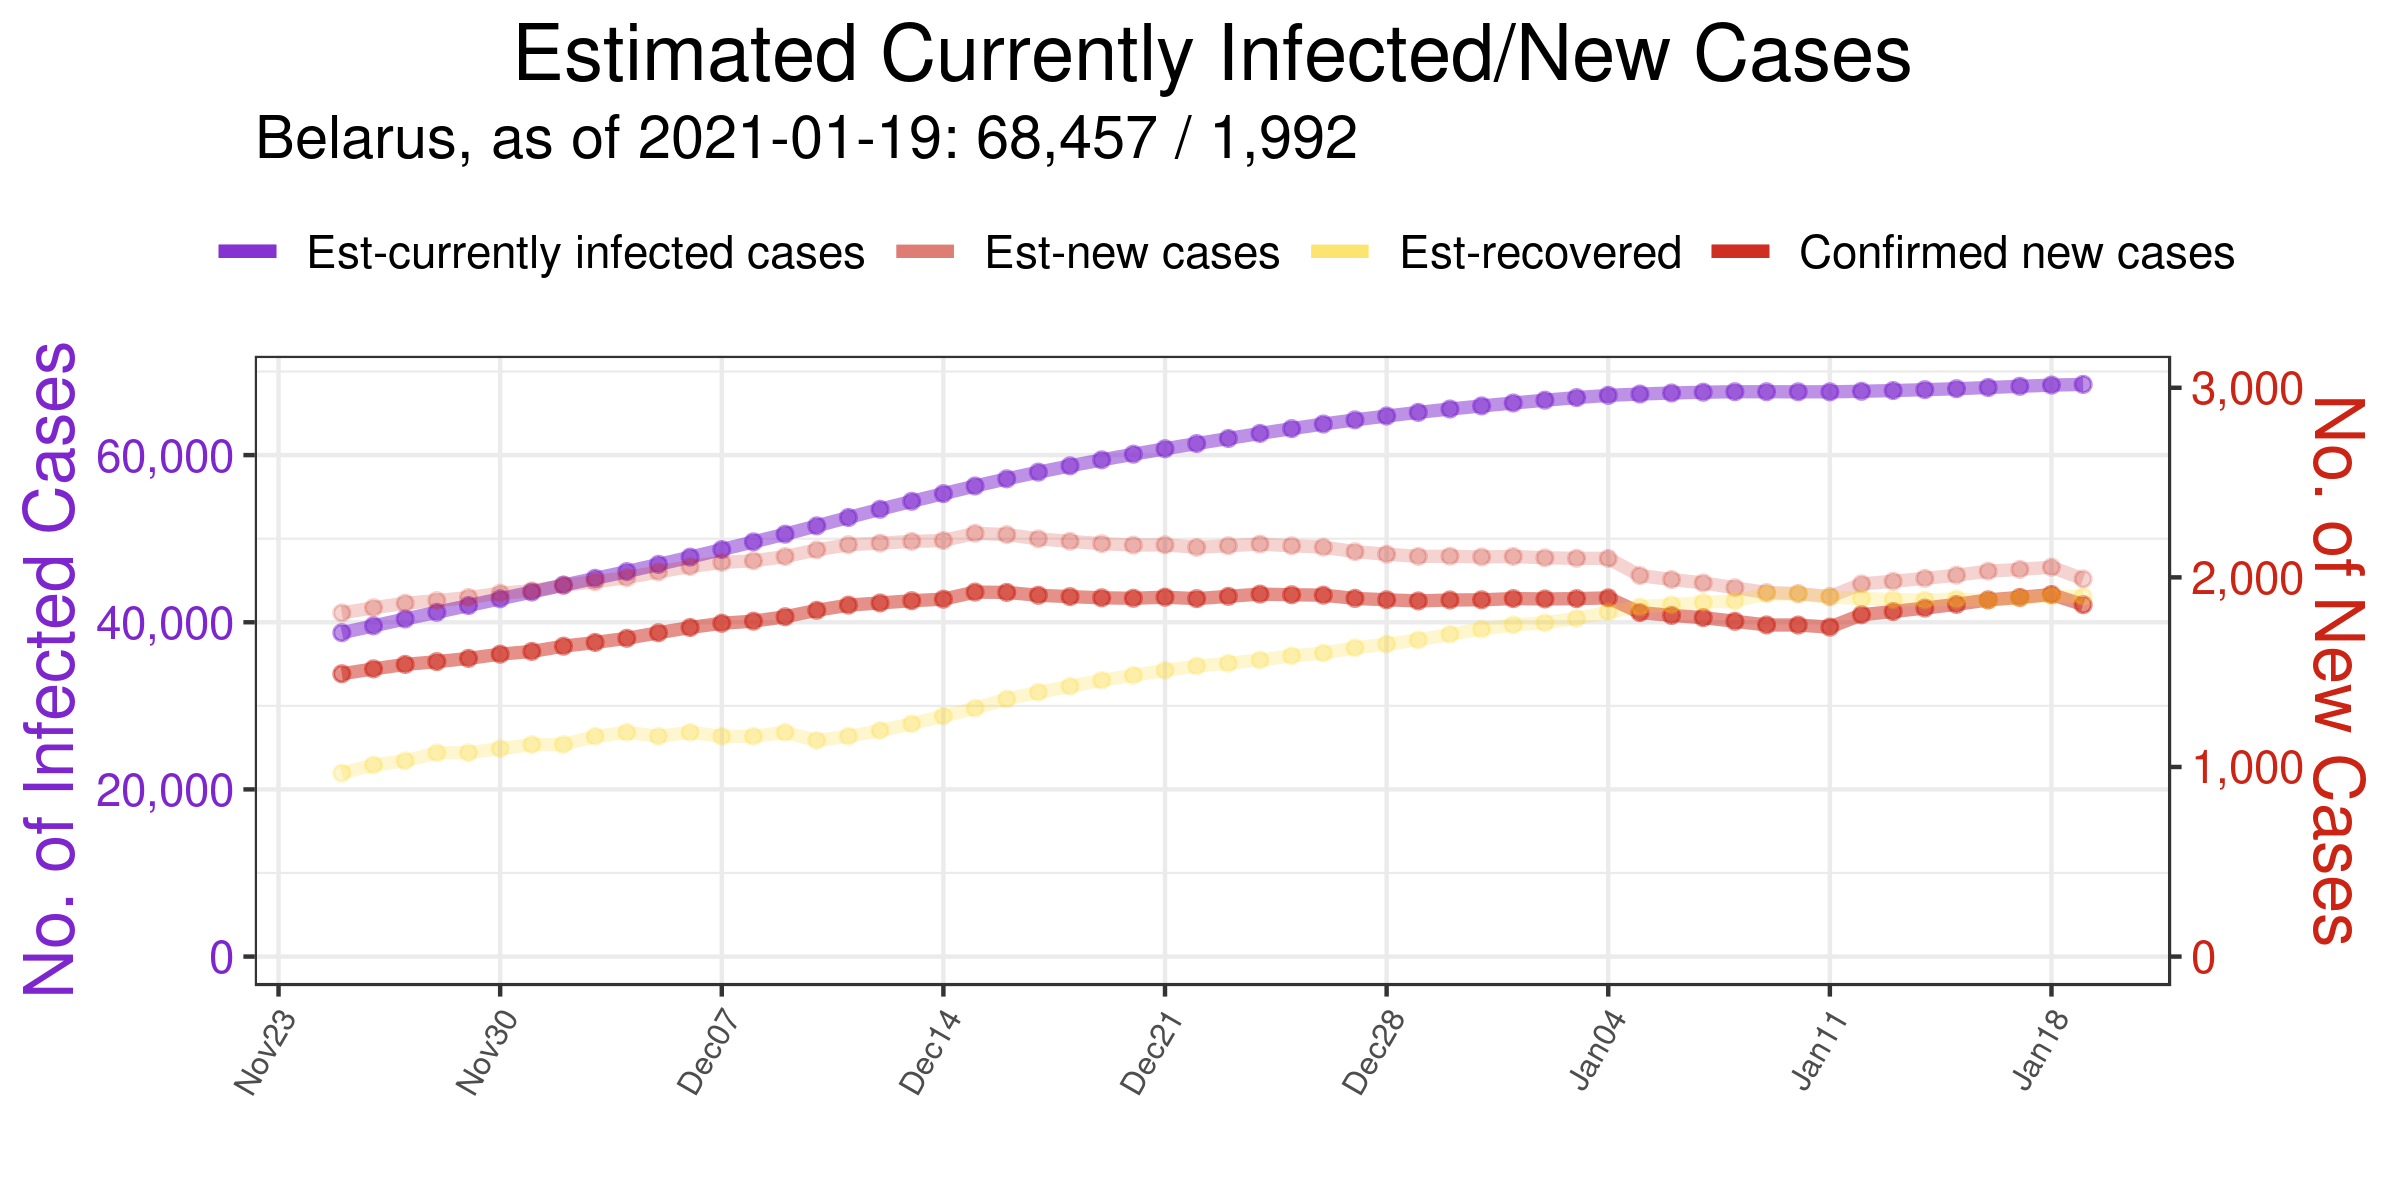 Estimated Currently Infected/New Cases
Belarus, as of 2021-01-19: 68,457 / 1,992
Est-currently infected cases Est-new cases Est-recovered Confirmed new cases
No. of Infected Cases
60,000
40,000
20,000
0
3,000
2,000
1,000
0
No. of New Cases
Nov23 Nov30 Dec07 Dec14 Dec21 Dec28 Jan04 Jan11 Jan18